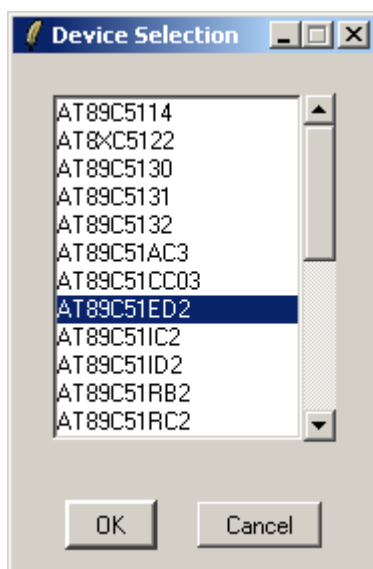 Device Selection
AT89C5114
AT8XC5122
AT89C5130
AT89C5131
AT89C5132
AT89C51AC3
AT89C51CC03
AT89C51ED2
AT89C51IC2
AT89C51ID2
AT89C51RB2
AT89C51RC2
OK Cancel